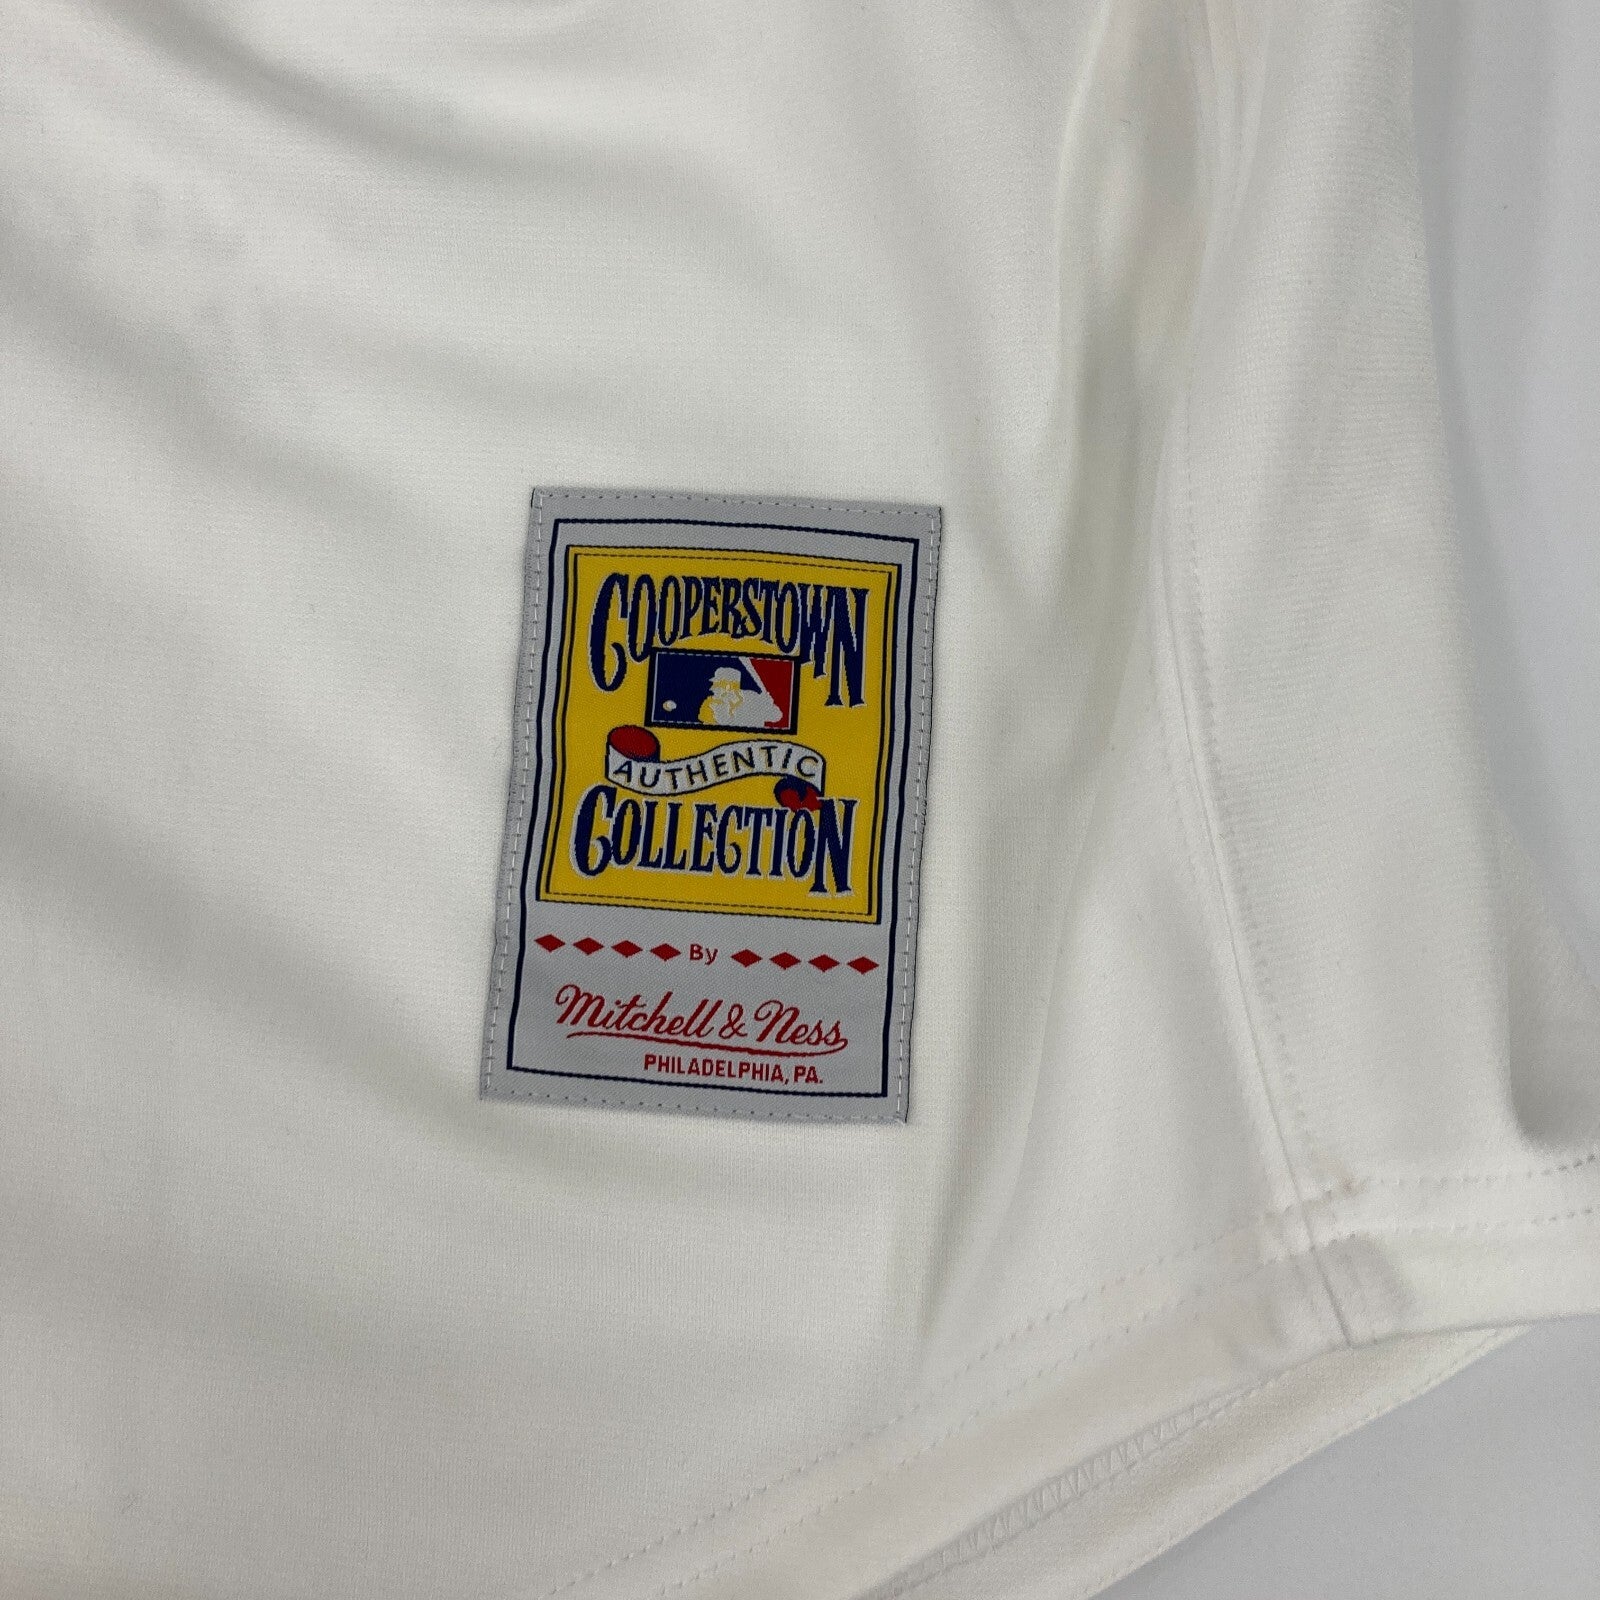 COOPERSTOWN
AUTHENTIC
COLLECTION
By
Mitchell & Ness
PHILADELPHIA, PA.